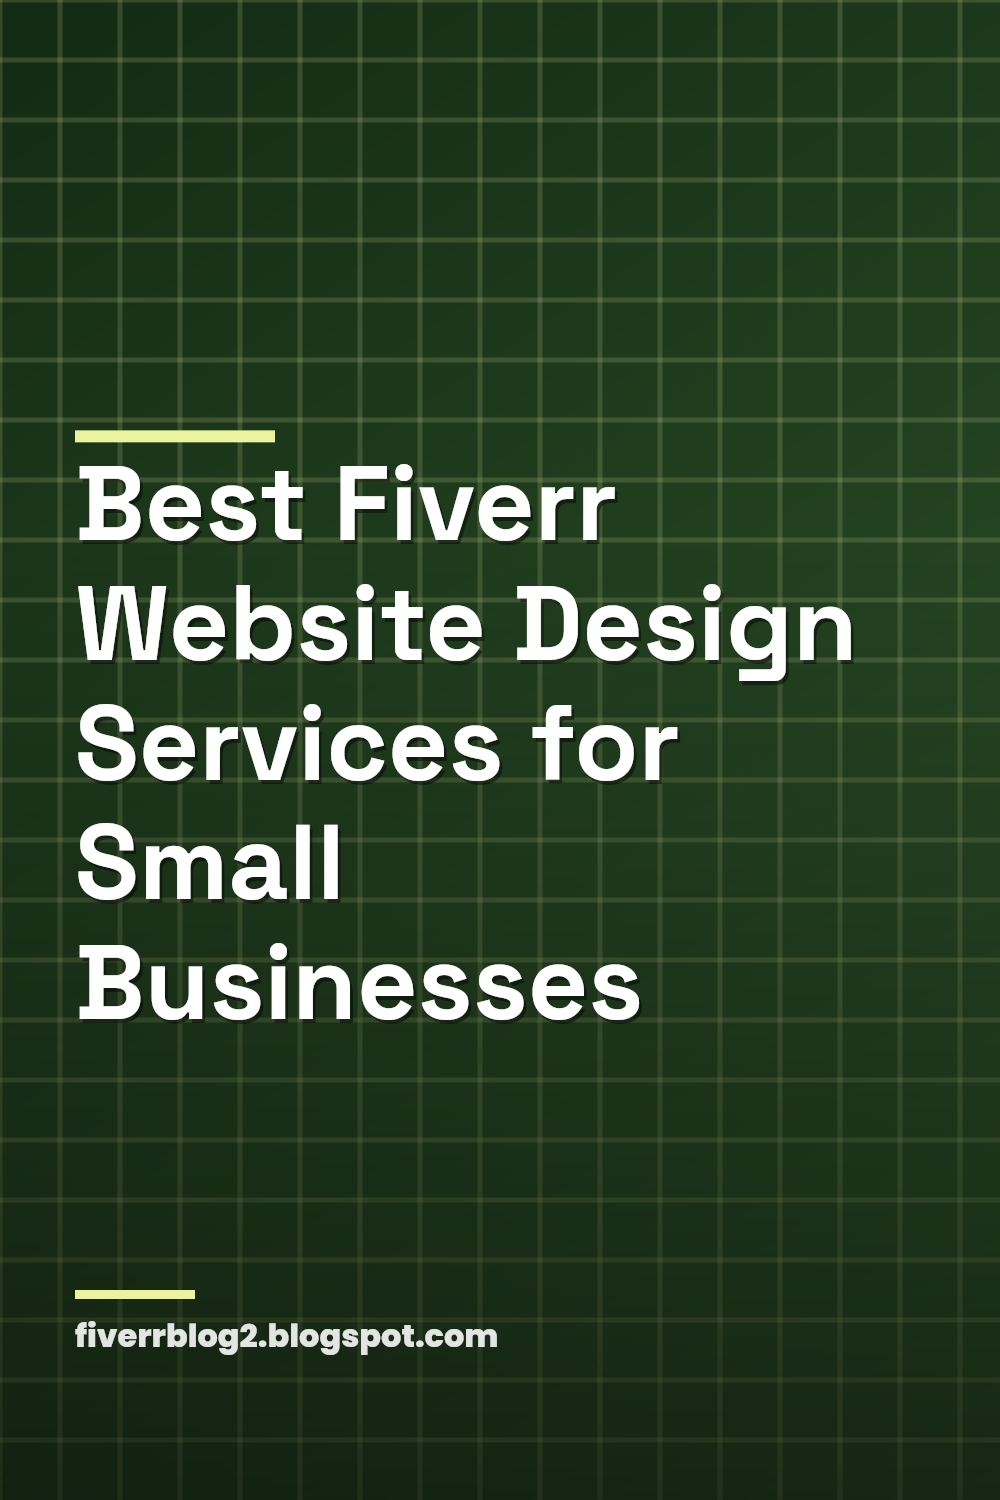 Best Fiverr
Website Design
Services for
Small
Businesses
fiverrblog2.blogspot.com